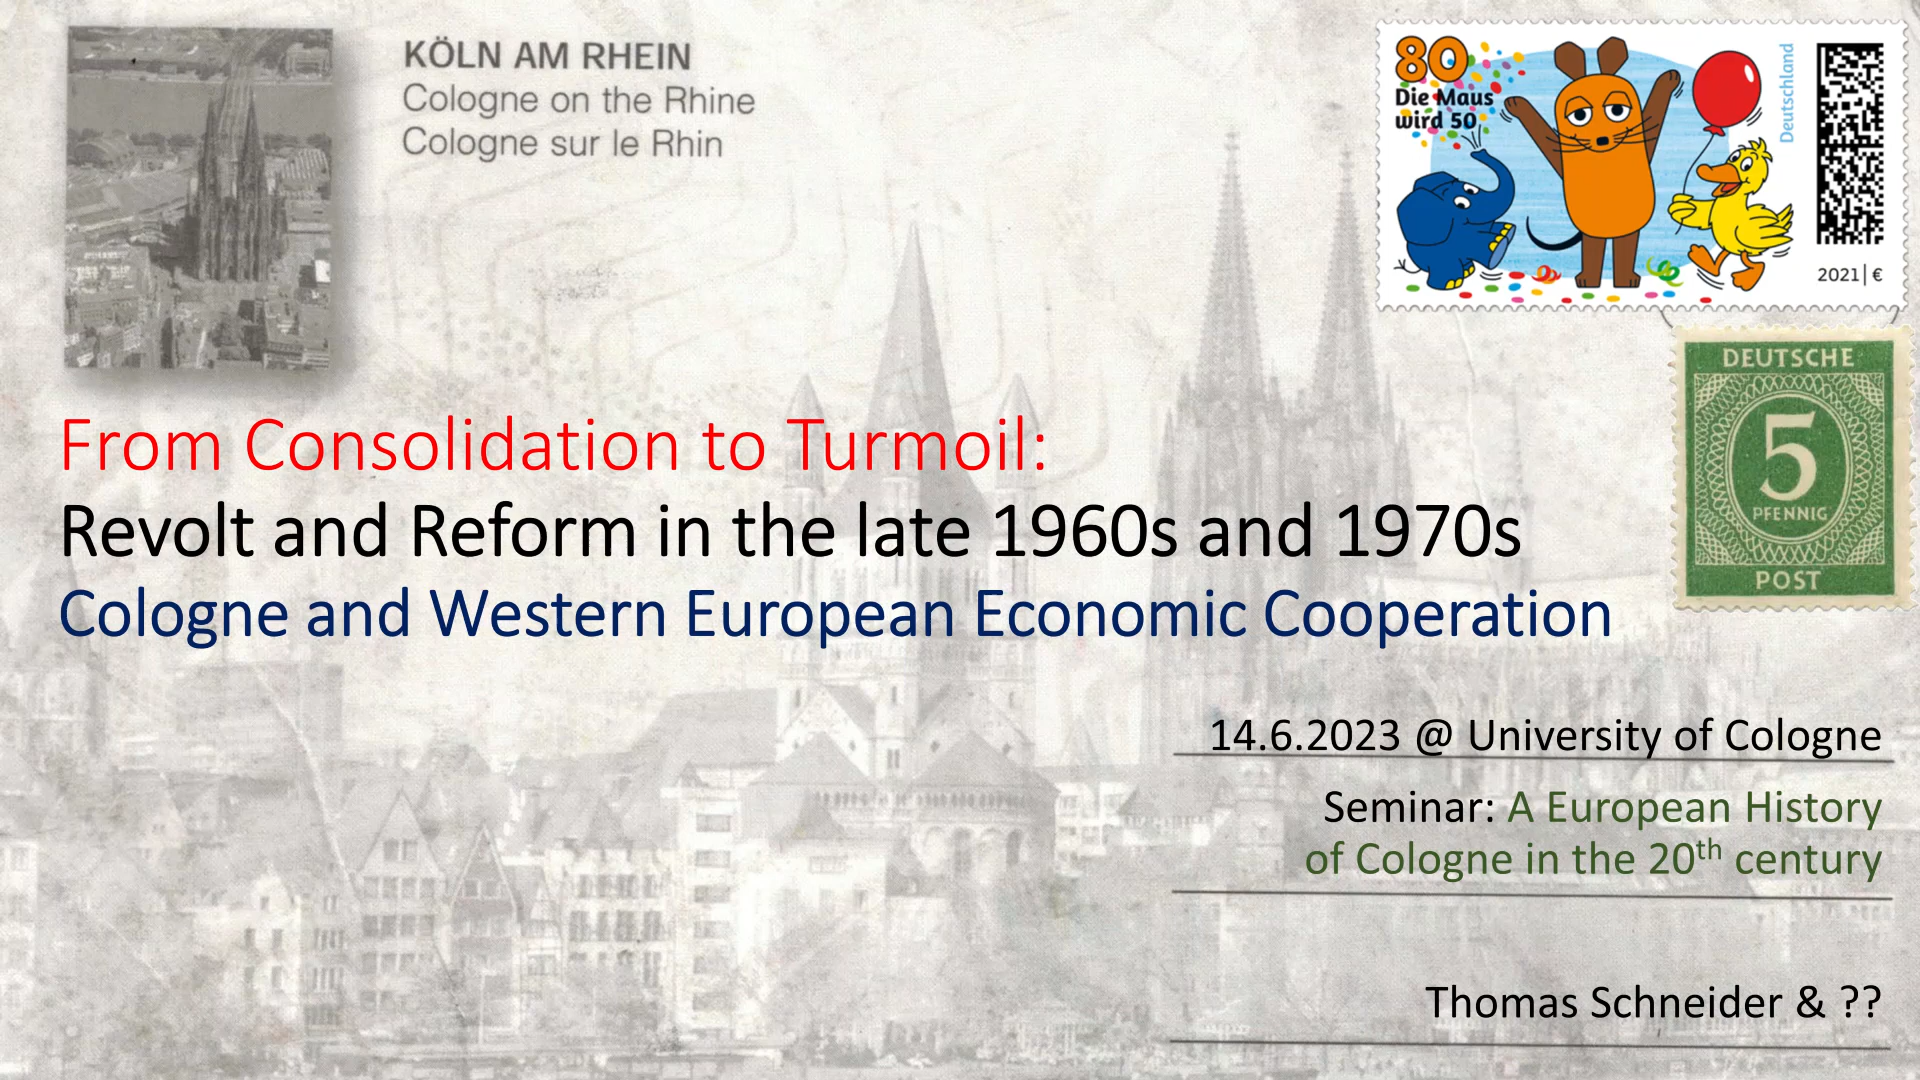 KÖLN AM RHEIN
Cologne on the Rhine
Cologne sur le Rhin
80
Die Maus
wird 50
Deutschland
2021| €
DEUTSCHE
5
PFENNIG
POST
From Consolidation to Turmoil:
Revolt and Reform in the late 1960s and 1970s
Cologne and Western European Economic Cooperation
14.6.2023 @ University of Cologne
Seminar: A European History
of Cologne in the 20th century
Thomas Schneider & ??